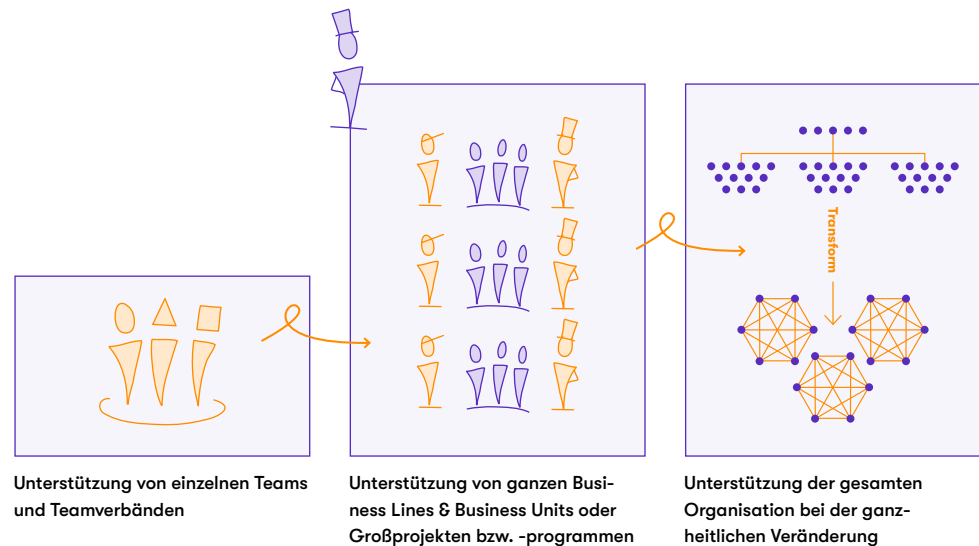 Transform
Unterstützung von einzelnen Teams
und Teamverbänden
Unterstützung von ganzen Busi-
ness Lines & Business Units oder
Großprojekten bzw. -programmen
Unterstützung der gesamten
Organisation bei der ganz-
heitlichen Veränderung